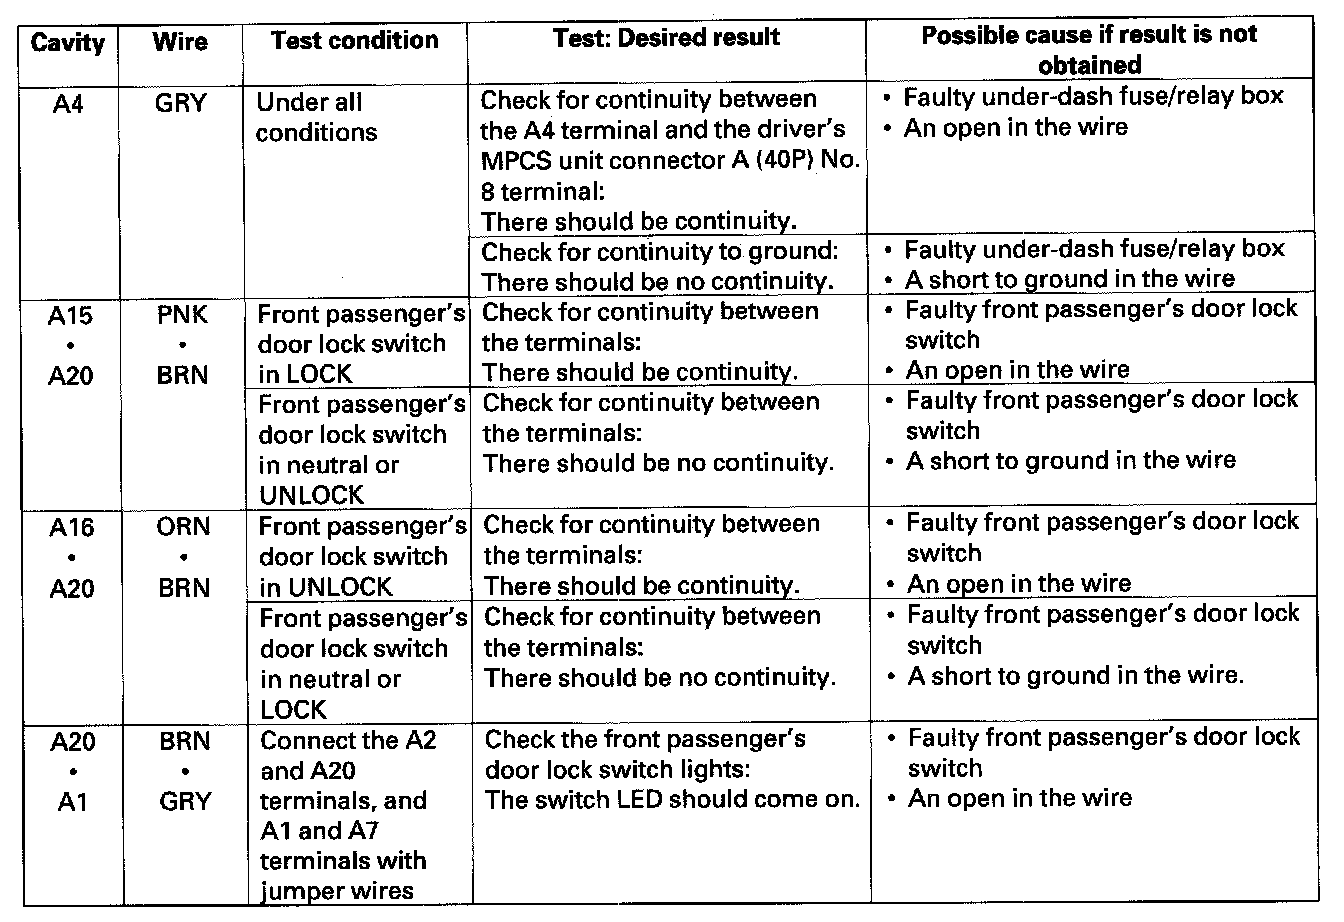 Cavity Wire Test condition Test: Desired result Possible cause if result is not
obtained
A4 GRY Under all
conditions
Check for continuity between
the A4 terminal and the driver's
MPCS unit connector A (40P) No.
8 terminal:
There should be continuity.
• Faulty under-dash fuse/relay box
• An open in the wire
Check for continuity to ground:
There should be no continuity.
• Faulty under-dash fuse/relay box
• A short to ground in the wire
A15 PNK
• •
A20 BRN
Front passenger's
door lock switch
in LOCK
Check for continuity between
the terminals:
There should be continuity.
• Faulty front passenger's door lock
switch
• An open in the wire
Front passenger's
door lock switch
in neutral or
UNLOCK
Check for continuity between
the terminals:
There should be no continuity.
• Faulty front passenger's door lock
switch
• A short to ground in the wire
A16 ORN
• •
A20 BRN
Front passenger's
door lock switch
in UNLOCK
Check for continuity between
the terminals:
There should be continuity.
• Faulty front passenger's door lock
switch
• An open in the wire
Front passenger's
door lock switch
in neutral or
LOCK
Check for continuity between
the terminals:
There should be no continuity.
• Faulty front passenger's door lock
switch
• A short to ground in the wire.
A20 BRN
• •
A1 GRY
Connect the A2
and A20
terminals, and
A1 and A7
terminals with
jumper wires
Check the front passenger's
door lock switch lights:
The switch LED should come on.
• Faulty front passenger's door lock
switch
• An open in the wire